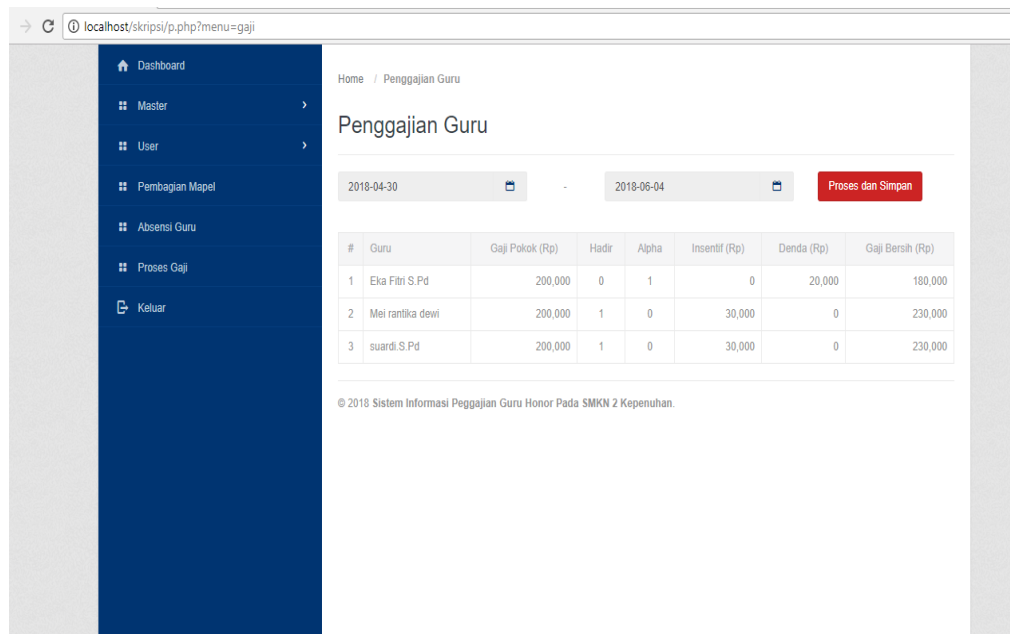 localhost/skripsi/p.php?menu=gaji
Dashboard
Master
User
Pembagian Mapel
Absensi Guru
Proses Gaji
Keluar
Home / Penggajian Guru
Penggajian Guru
2018-04-30 - 2018-06-04 Proses dan Simpan
# Guru Gaji Pokok (Rp) Hadir Alpha Insentif (Rp) Denda (Rp) Gaji Bersih (Rp)
1 Eka Fitri S.Pd 200,000 0 1 0 20,000 180,000
2 Mei rantika dewi 200,000 1 0 30,000 0 230,000
3 suardi.S.Pd 200,000 1 0 30,000 0 230,000
© 2018 Sistem Informasi Peggajian Guru Honor Pada SMKN 2 Kepenuhan.